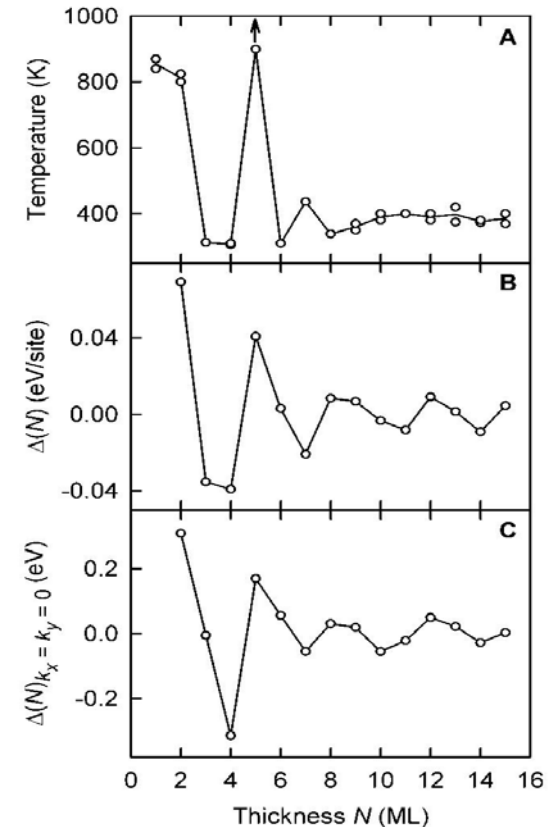 1000
A
800
600
400
Temperature (K)
B
0.04
0.00
-0.04
Δ(N) (eV/site)
C
0.2
0.0
-0.2
Δ(N)kx = ky = 0 (eV)
0 2 4 6 8 10 12 14 16
Thickness N (ML)